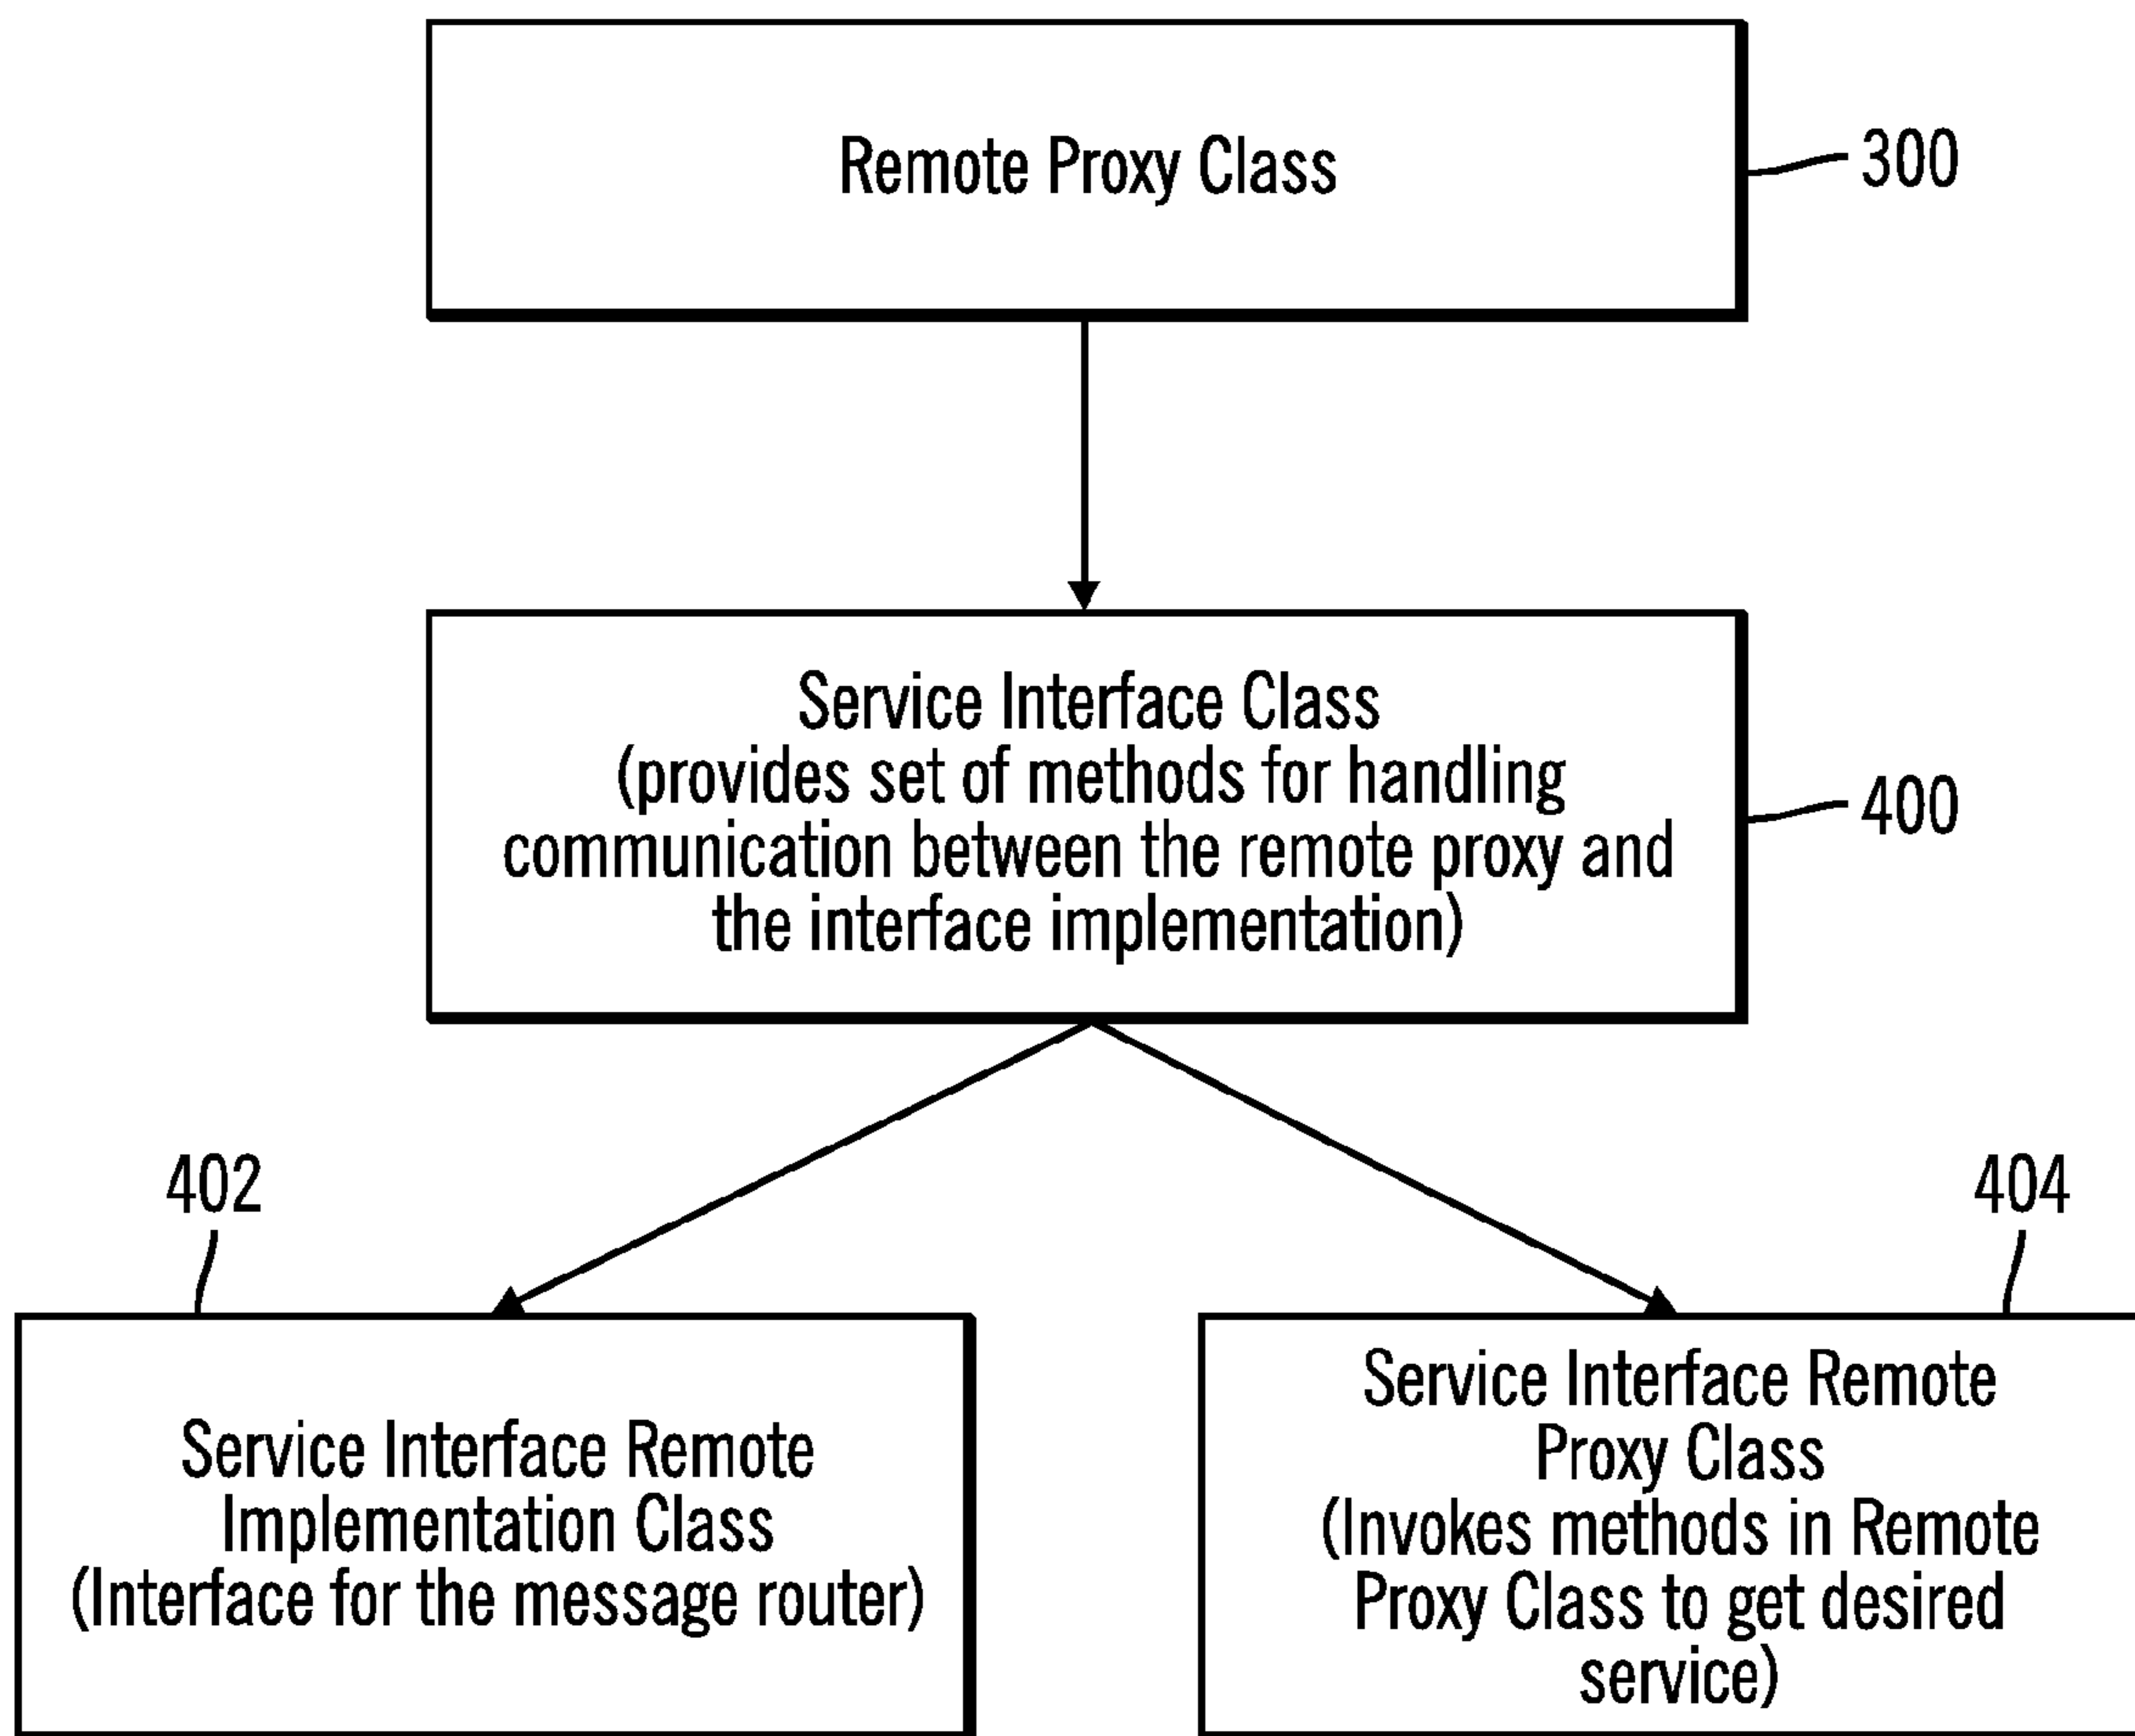 Remote Proxy Class
300
Service Interface Class
(provides set of methods for handling
communication between the remote proxy and
the interface implementation)
400
402
404
Service Interface Remote
Implementation Class
(Interface for the message router)
Service Interface Remote
Proxy Class
(Invokes methods in Remote
Proxy Class to get desired
service)